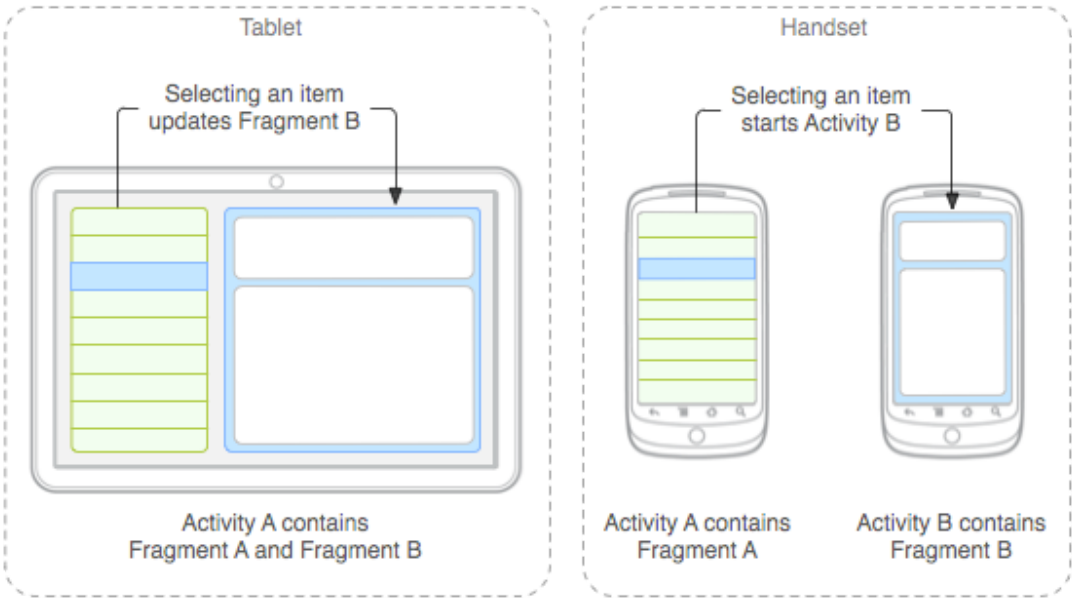 Tablet
Selecting an item
updates Fragment B
Activity A contains
Fragment A and Fragment B
Handset
Selecting an item
starts Activity B
Activity A contains
Fragment A
Activity B contains
Fragment B